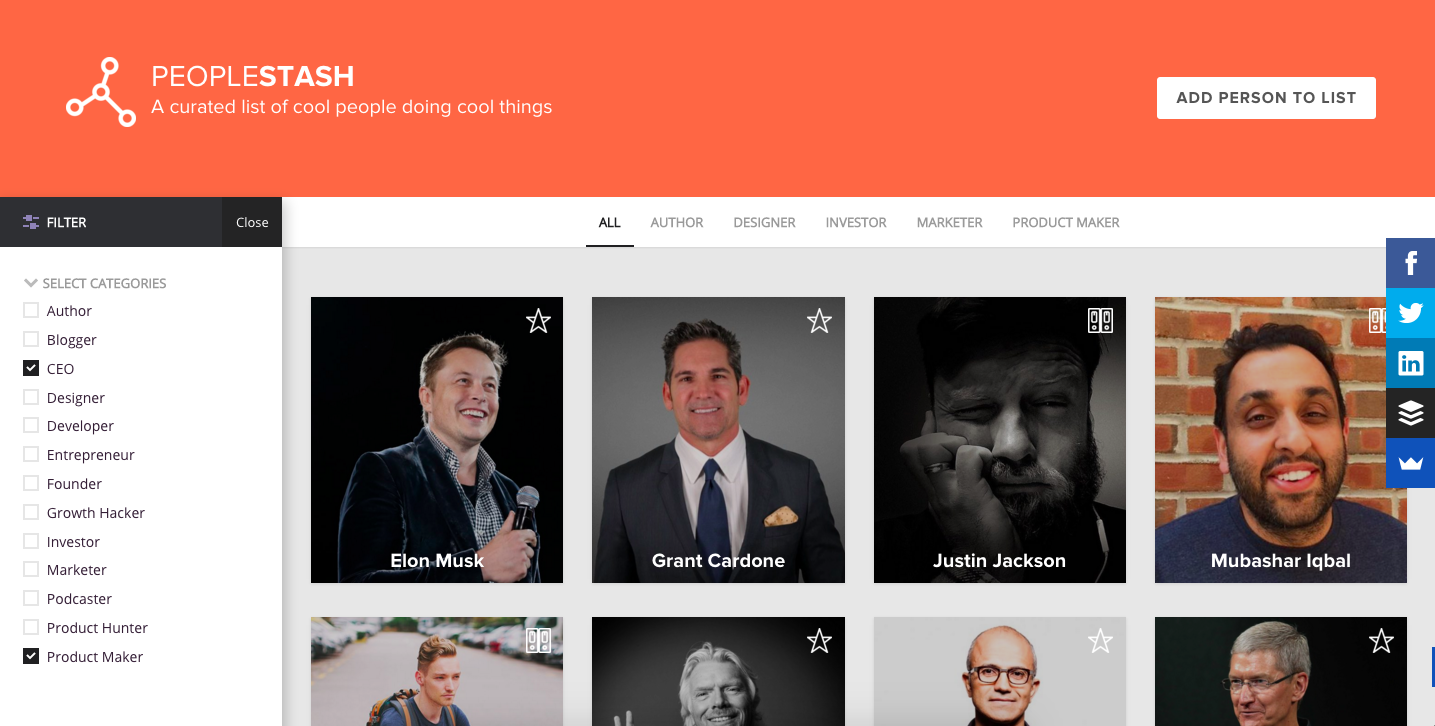 PEOPLESTASH
A curated list of cool people doing cool things
ADD PERSON TO LIST
FILTER
Close
ALL
AUTHOR
DESIGNER
INVESTOR
MARKETER
PRODUCT MAKER
SELECT CATEGORIES
Author
Blogger
CEO
Designer
Developer
Entrepreneur
Founder
Growth Hacker
Investor
Marketer
Podcaster
Product Hunter
Product Maker
Elon Musk
Grant Cardone
Justin Jackson
Mubashar Iqbal
f
in